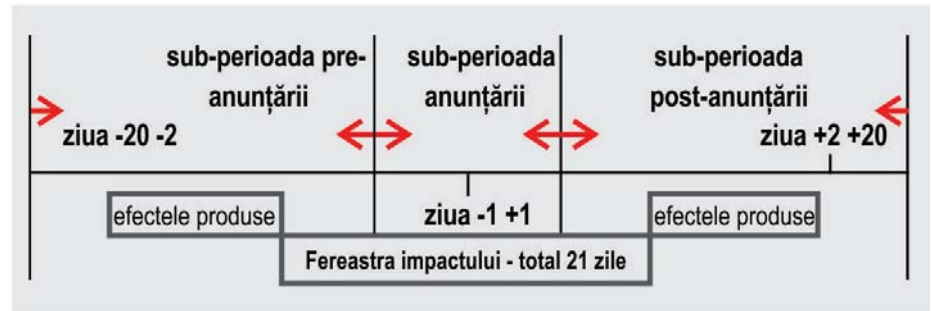 sub-perioada pre-
anunțării
sub-perioada
anunțării
sub-perioada
post-anunțării
ziua -20 -2
ziua +2 +20
efectele produse
ziua -1 +1
efectele produse
Fereastra impactului - total 21 zile